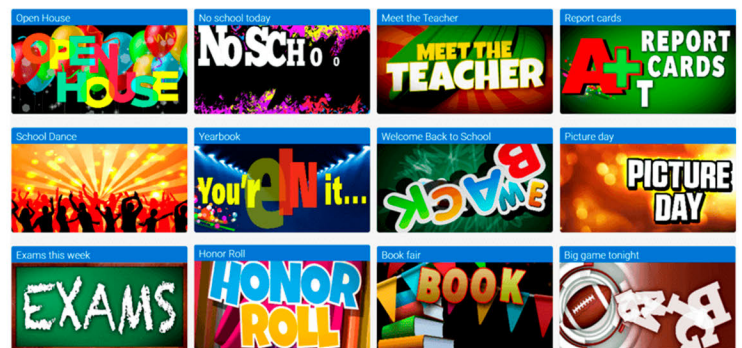 Open House
OPEN
HOUSE
No school today
No SCHoo
Meet the Teacher
MEET THE
TEACHER
Report cards
A+ REPORT
CARDS
T
School Dance
Yearbook
You'r e IN it...
Welcome Back to School
Picture day
PICTURE
DAY
Exams this week
EXAMS
Honor Roll
HONOR
ROLL
Book fair
BOOK
Big game tonight